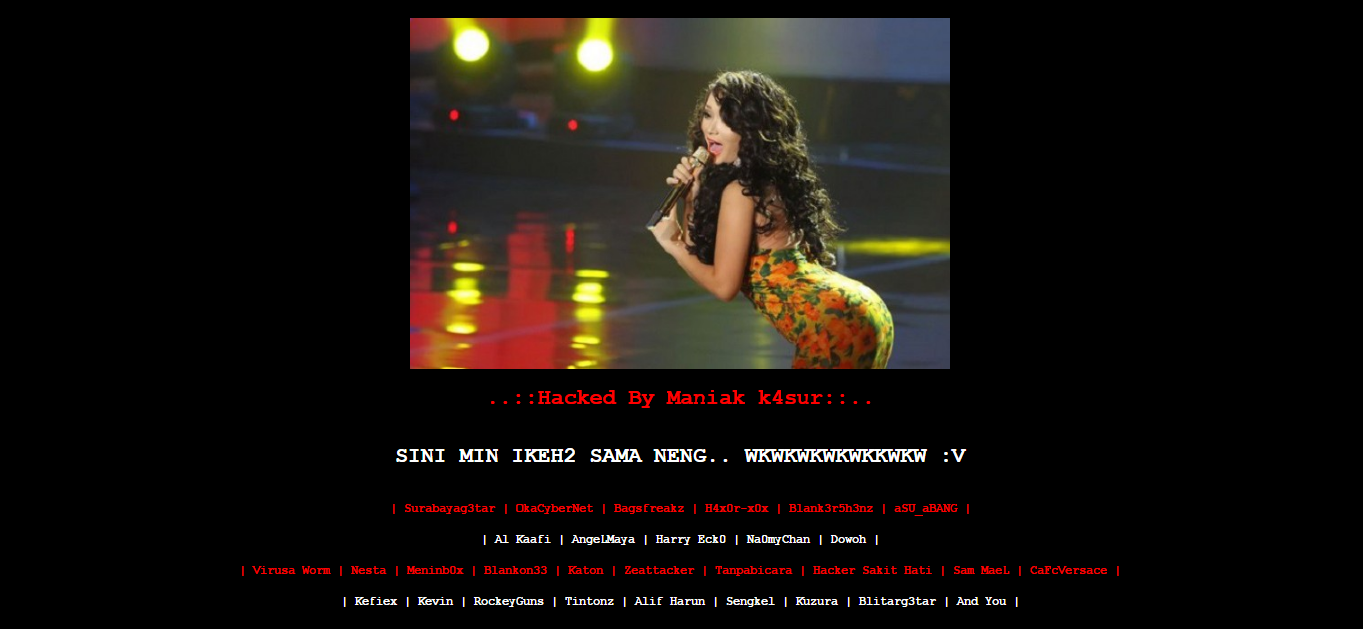 ..::Hacked By Maniak k4sur::..
SINI MIN IKEH2 SAMA NENG.. WKWKWKWKWKKWKW :V
| Surabayag3tar | OkaCyberNet | Bagsfreakz | H4x0r-x0x | Blank3r5h3nz | aSU_aBANG |
| Al Kaafi | AngeLMaya | Harry Eck0 | Na0myChan | Dowoh |
| Virusa Worm | Nesta | Meninb0x | Blankon33 | Katon | Zeattacker | Tanpabicara | Hacker Sakit Hati | Sam MaeL | CaFcVersace |
| Kefiex | Kevin | RockeyGuns | Tintonz | Alif Harun | Sengkel | Kuzura | Blitarg3tar | And You |